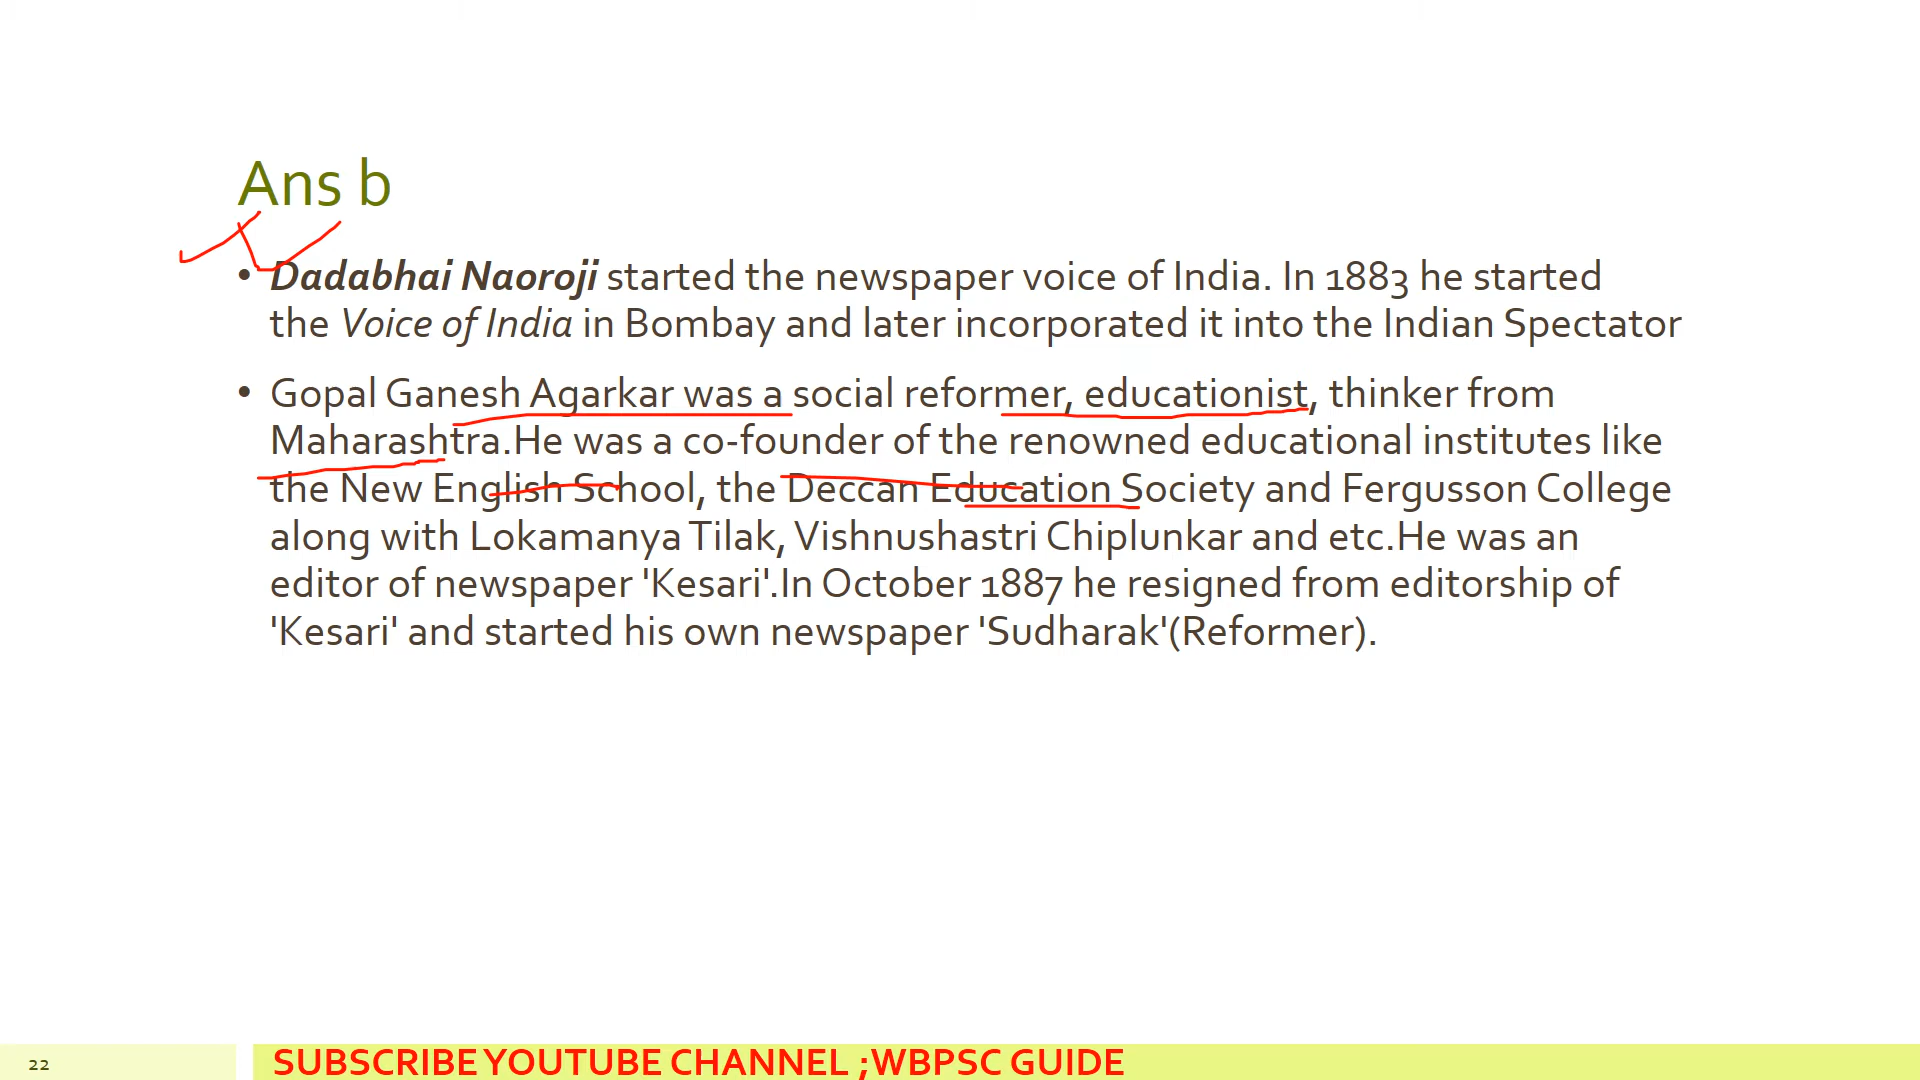 Ans b
• Dadabhai Naoroji started the newspaper voice of India. In 1883 he started
the Voice of India in Bombay and later incorporated it into the Indian Spectator
• Gopal Ganesh Agarkar was a social reformer, educationist, thinker from
Maharashtra.He was a co-founder of the renowned educational institutes like
the New English School, the Deccan Education Society and Fergusson College
along with Lokamanya Tilak, Vishnushastri Chiplunkar and etc.He was an
editor of newspaper 'Kesari'.In October 1887 he resigned from editorship of
'Kesari' and started his own newspaper 'Sudharak'(Reformer).
22
SUBSCRIBE YOUTUBE CHANNEL ;WBPSC GUIDE